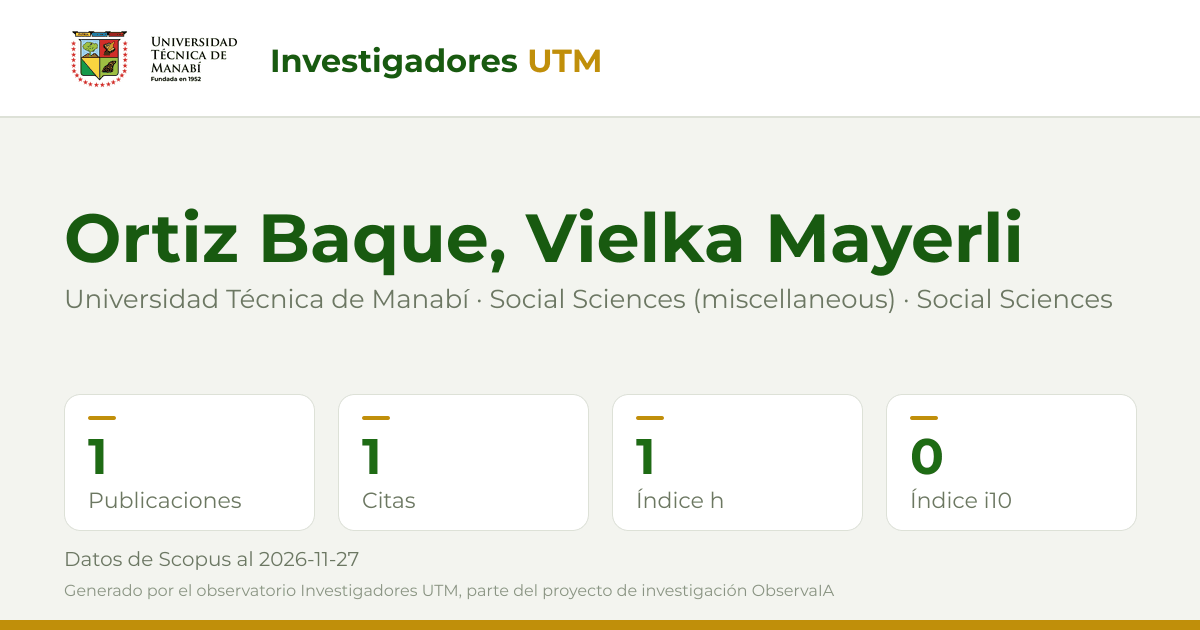 UNIVERSIDAD
TÉCNICA DE
MANABÍ
Fundada en 1952
Investigadores UTM
Ortiz Baque, Vielka Mayerli
Universidad Técnica de Manabí · Social Sciences (miscellaneous) · Social Sciences
1
Publicaciones
1
Citas
1
Índice h
0
Índice i10
Datos de Scopus al 2026-11-27
Generado por el observatorio Investigadores UTM, parte del proyecto de investigación ObservaIA